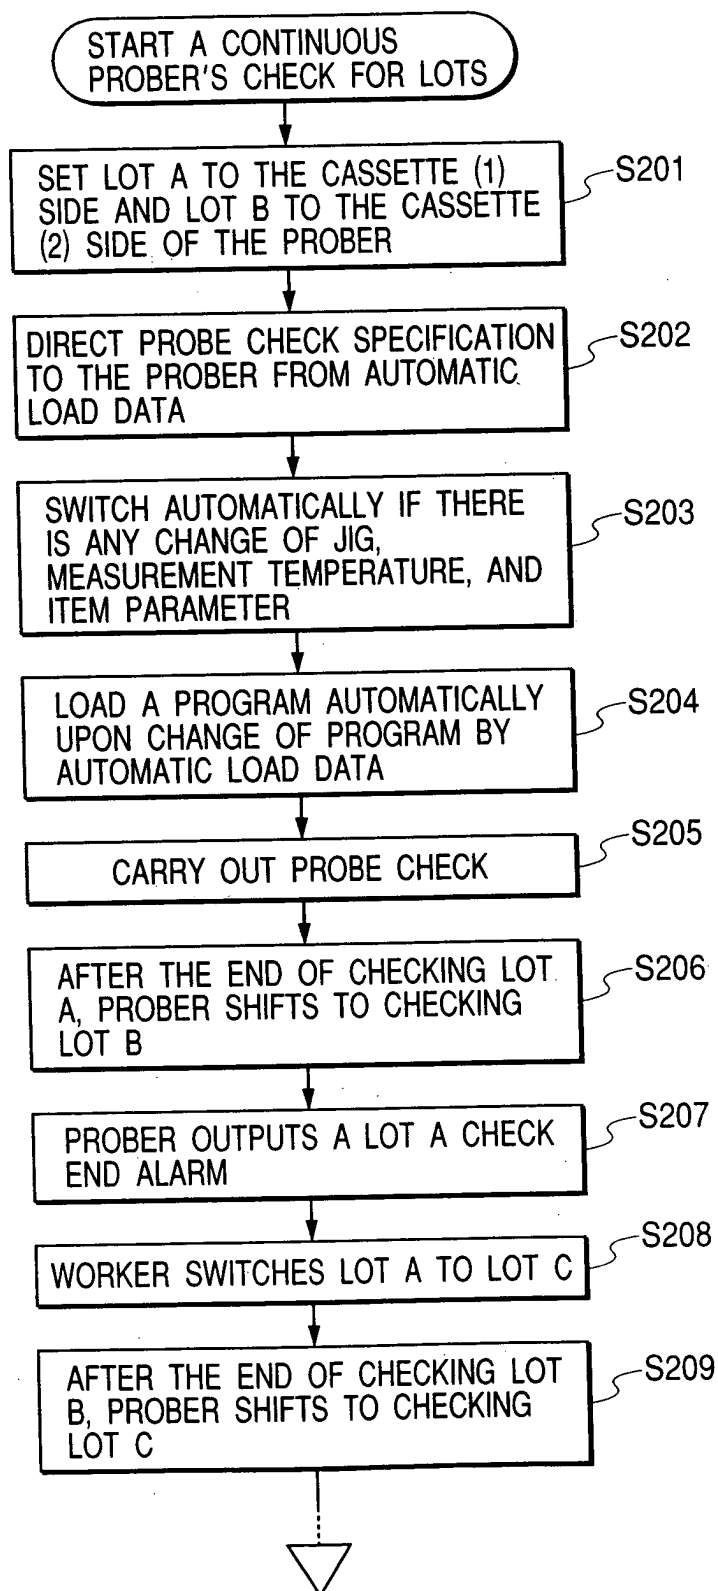 START A CONTINUOUS
PROBER'S CHECK FOR LOTS
SET LOT A TO THE CASSETTE (1)
SIDE AND LOT B TO THE CASSETTE
(2) SIDE OF THE PROBER
S201
DIRECT PROBE CHECK SPECIFICATION
TO THE PROBER FROM AUTOMATIC
LOAD DATA
S202
SWITCH AUTOMATICALLY IF THERE
IS ANY CHANGE OF JIG,
MEASUREMENT TEMPERATURE, AND
ITEM PARAMETER
S203
LOAD A PROGRAM AUTOMATICALLY
UPON CHANGE OF PROGRAM BY
AUTOMATIC LOAD DATA
S204
CARRY OUT PROBE CHECK
S205
AFTER THE END OF CHECKING LOT
A, PROBER SHIFTS TO CHECKING
LOT B
S206
PROBER OUTPUTS A LOT A CHECK
END ALARM
S207
WORKER SWITCHES LOT A TO LOT C
S208
AFTER THE END OF CHECKING LOT
B, PROBER SHIFTS TO CHECKING
LOT C
S209